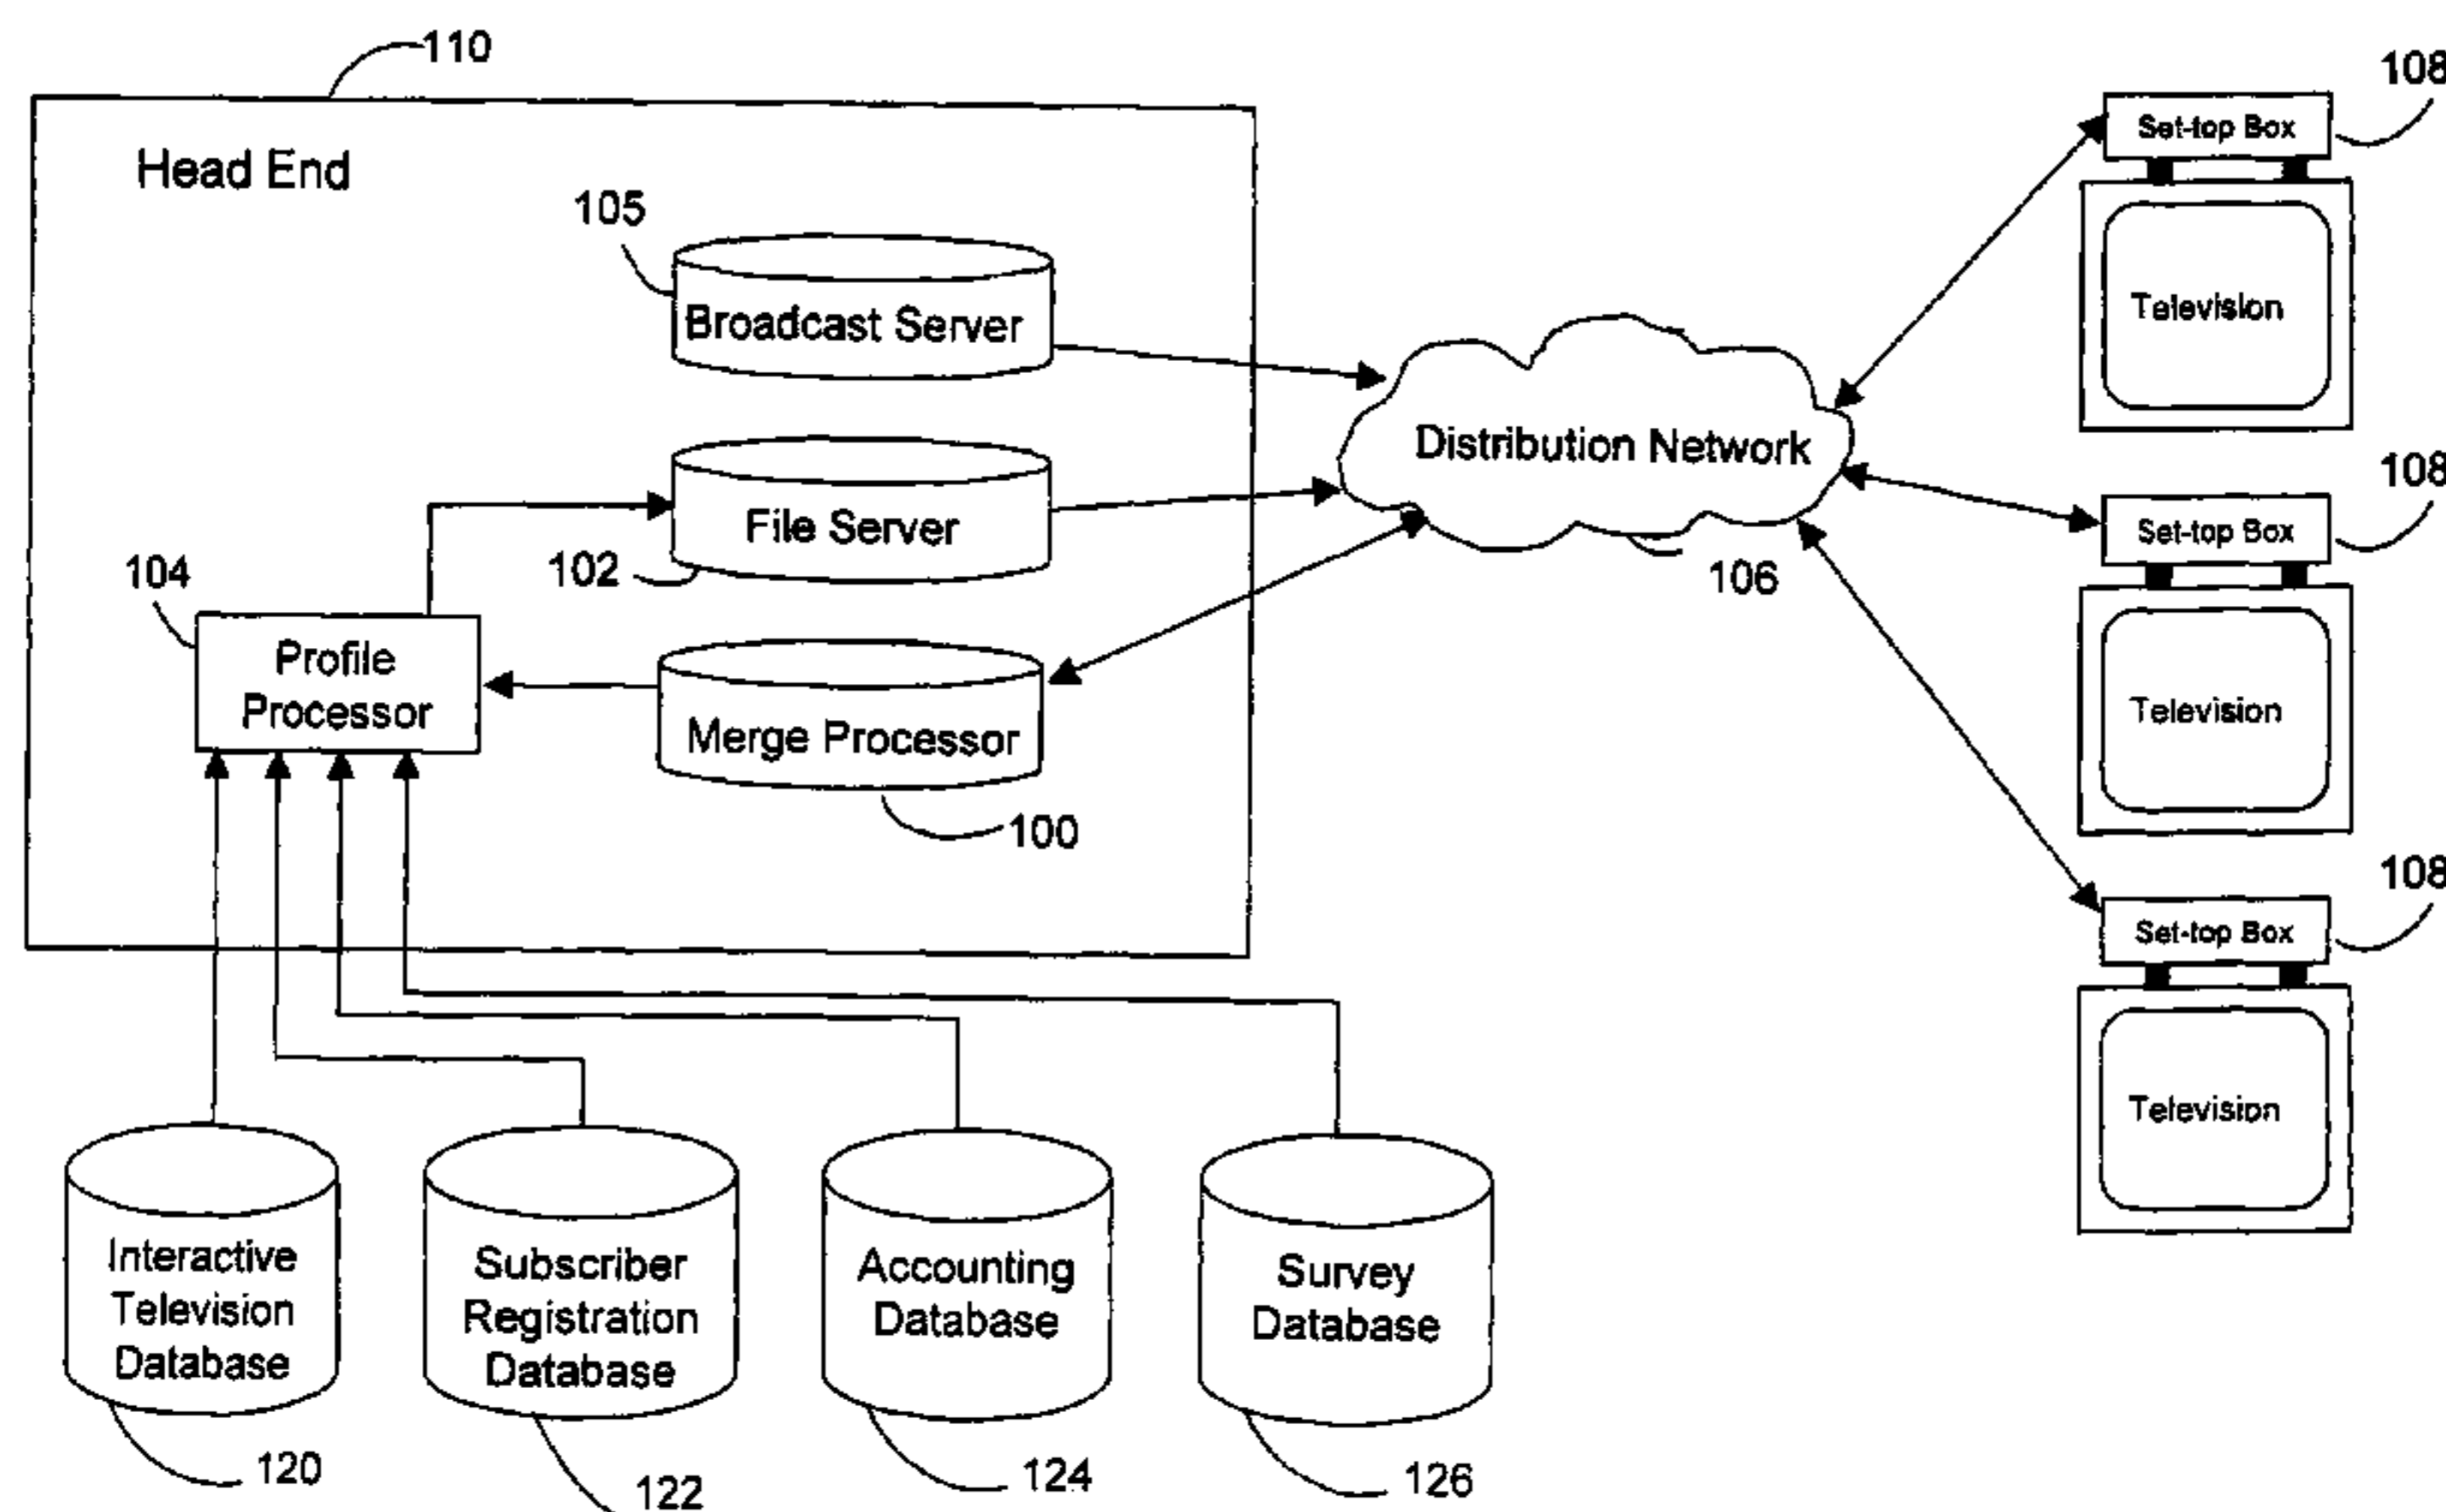 110
Head End
105
Broadcast Server
File Server
102
104
Profile
Processor
Merge Processor
100
Distribution Network
106
108
Set-top Box
Television
108
Set-top Box
Television
108
Set-top Box
Television
Interactive
Television
Database
120
Subscriber
Registration
Database
122
Accounting
Database
124
Survey
Database
126